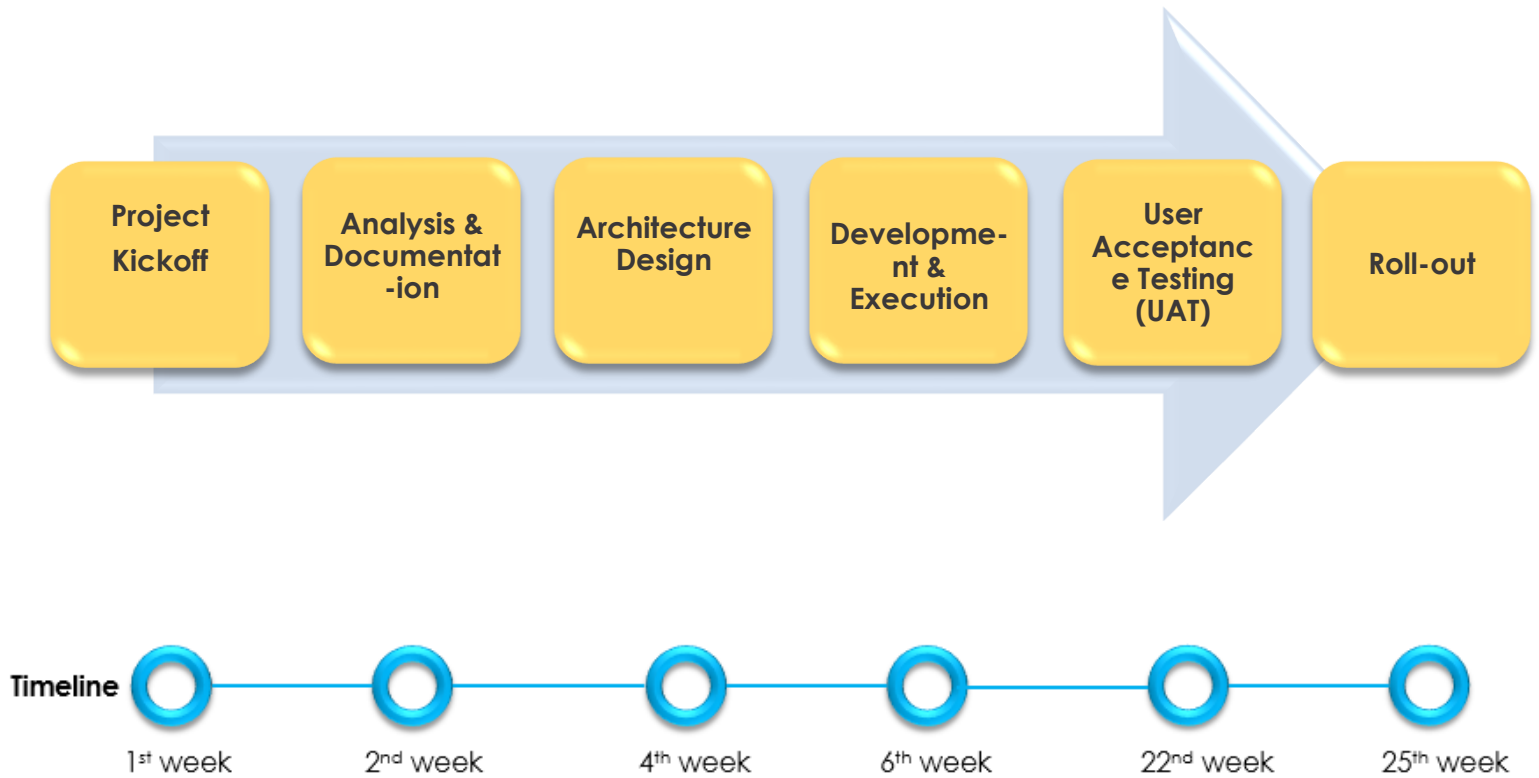 Project
Kickoff
Analysis &
Documentat
-ion
Architecture
Design
Developme-
nt &
Execution
User
Acceptanc
e Testing
(UAT)
Roll-out
Timeline
1st week
2nd week
4th week
6th week
22nd week
25th week